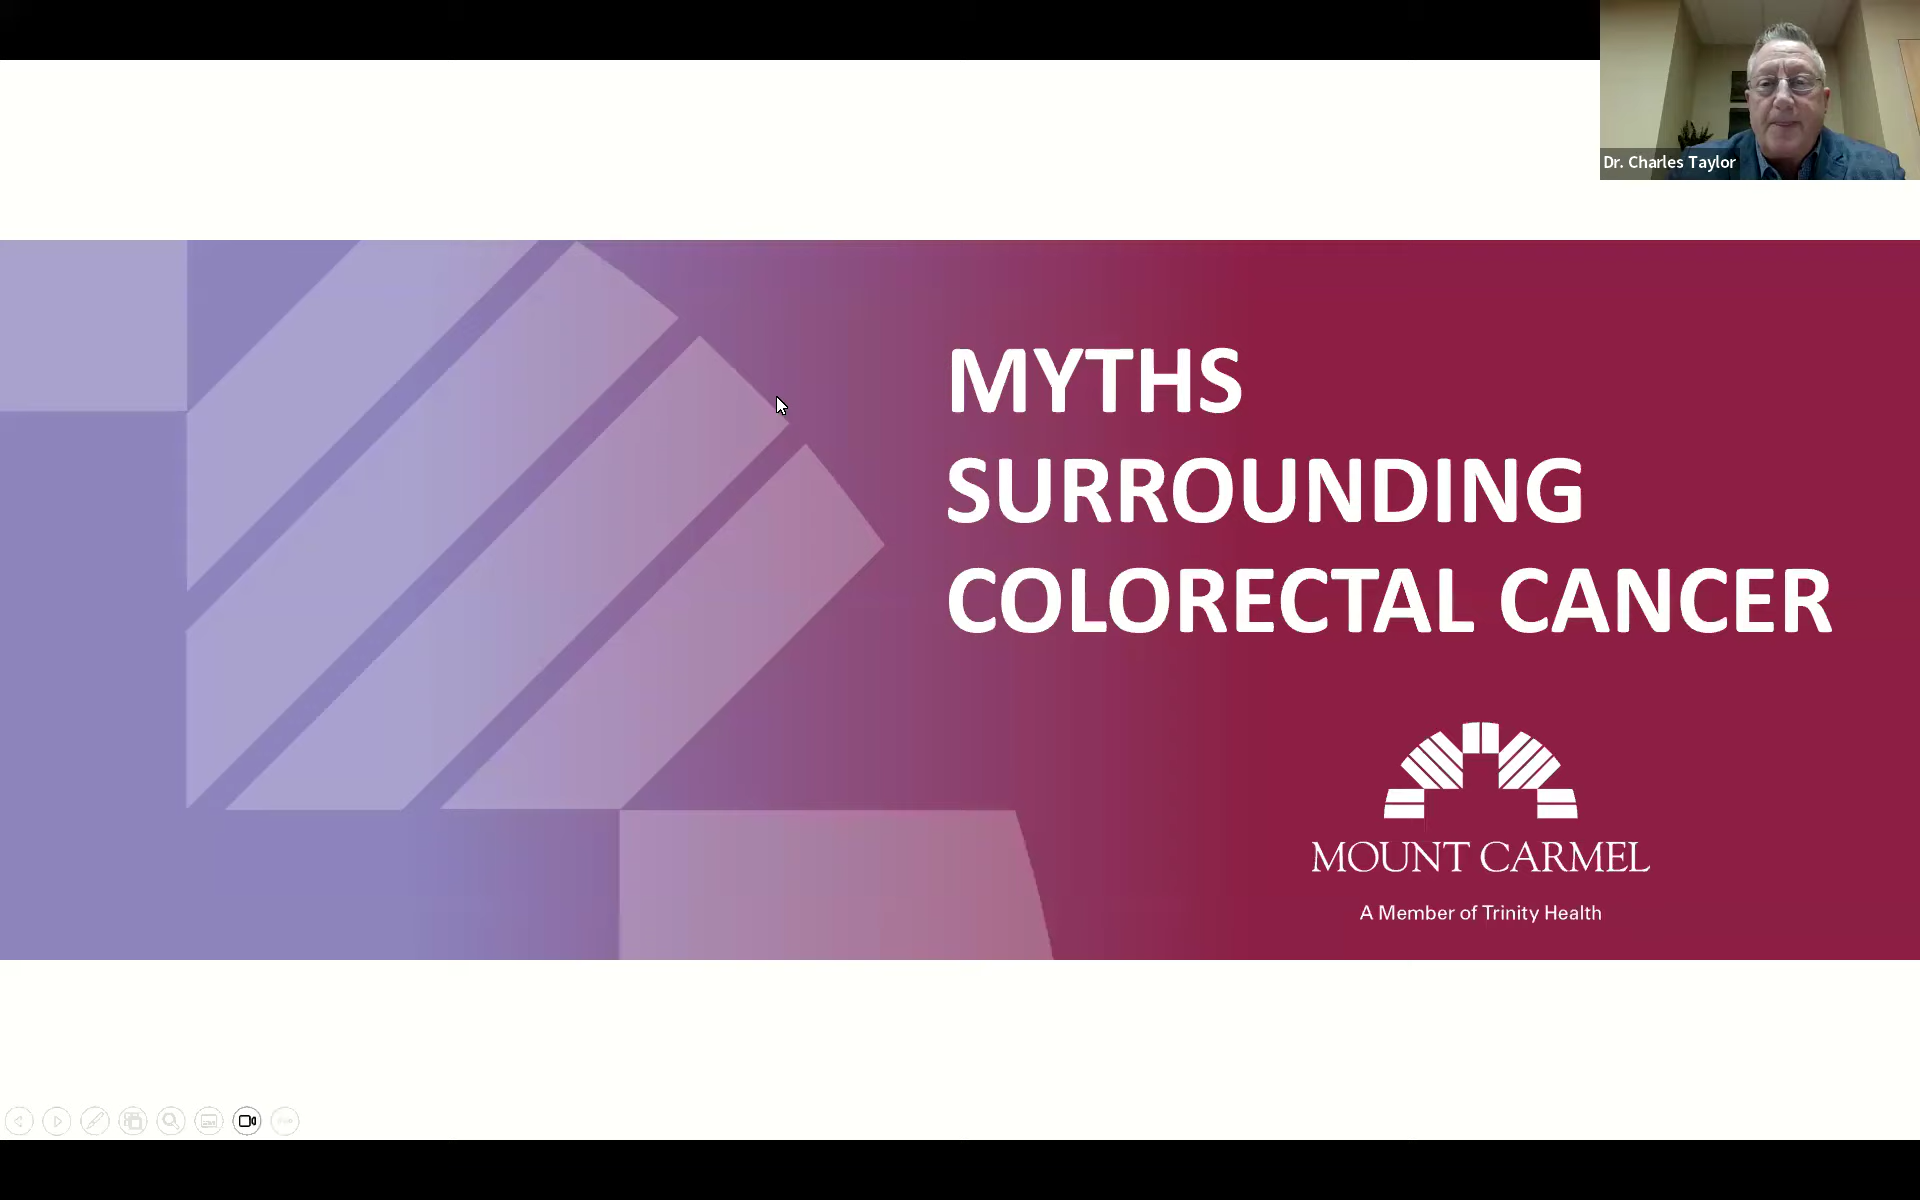 Dr. Charles Taylor
MYTHS
SURROUNDING
COLORECTAL CANCER
MOUNT CARMEL
A Member of Trinity Health